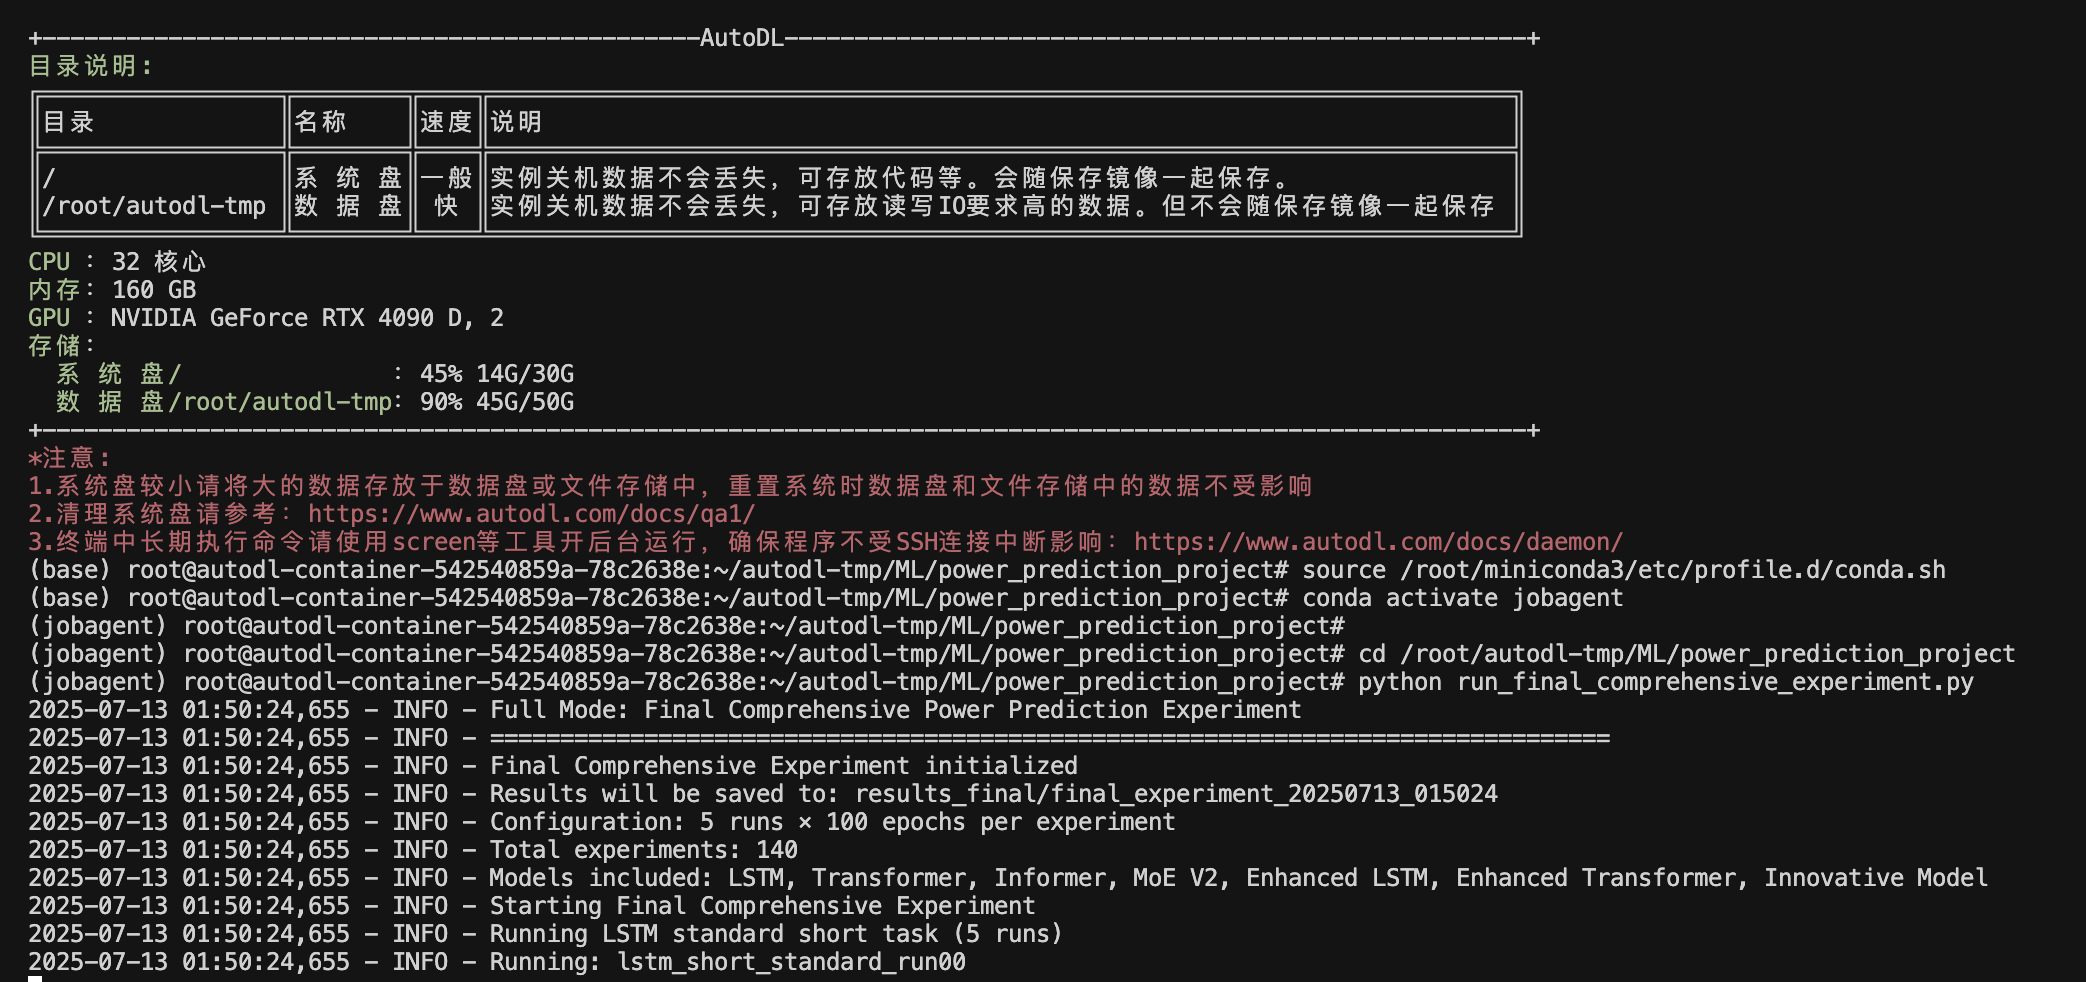 +-----------------------------------------------AutoDL-----------------------------------------------------+
目录说明:
目录 名称 速度 说明
/ 系 统 盘 一般 实例关机数据不会丢失，可存放代码等。会随保存镜像一起保存。
/root/autodl-tmp 数 据 盘 快 实例关机数据不会丢失，可存放读写IO要求高的数据。但不会随保存镜像一起保存
CPU : 32 核心
内存: 160 GB
GPU : NVIDIA GeForce RTX 4090 D, 2
存储:
系 统 盘/ : 45% 14G/30G
数 据 盘/root/autodl-tmp: 90% 45G/50G
+----------------------------------------------------------------------------------------------------------+
*注意:
1.系统盘较小请将大的数据存放于数据盘或文件存储中，重置系统时数据盘和文件存储中的数据不受影响
2.清理系统盘请参考: https://www.autodl.com/docs/qa1/
3.终端中长期执行命令请使用screen等工具开后台运行，确保程序不受SSH连接中断影响: https://www.autodl.com/docs/daemon/
(base) root@autodl-container-542540859a-78c2638e:~/autodl-tmp/ML/power_prediction_project# source /root/miniconda3/etc/profile.d/conda.sh
(base) root@autodl-container-542540859a-78c2638e:~/autodl-tmp/ML/power_prediction_project# conda activate jobagent
(jobagent) root@autodl-container-542540859a-78c2638e:~/autodl-tmp/ML/power_prediction_project#
(jobagent) root@autodl-container-542540859a-78c2638e:~/autodl-tmp/ML/power_prediction_project# cd /root/autodl-tmp/ML/power_prediction_project
(jobagent) root@autodl-container-542540859a-78c2638e:~/autodl-tmp/ML/power_prediction_project# python run_final_comprehensive_experiment.py
2025-07-13 01:50:24,655 - INFO - Full Mode: Final Comprehensive Power Prediction Experiment
2025-07-13 01:50:24,655 - INFO - ================================================================================
2025-07-13 01:50:24,655 - INFO - Final Comprehensive Experiment initialized
2025-07-13 01:50:24,655 - INFO - Results will be saved to: results_final/final_experiment_20250713_015024
2025-07-13 01:50:24,655 - INFO - Configuration: 5 runs × 100 epochs per experiment
2025-07-13 01:50:24,655 - INFO - Total experiments: 140
2025-07-13 01:50:24,655 - INFO - Models included: LSTM, Transformer, Informer, MoE V2, Enhanced LSTM, Enhanced Transformer, Innovative Model
2025-07-13 01:50:24,655 - INFO - Starting Final Comprehensive Experiment
2025-07-13 01:50:24,655 - INFO - Running LSTM standard short task (5 runs)
2025-07-13 01:50:24,655 - INFO - Running: lstm_short_standard_run00